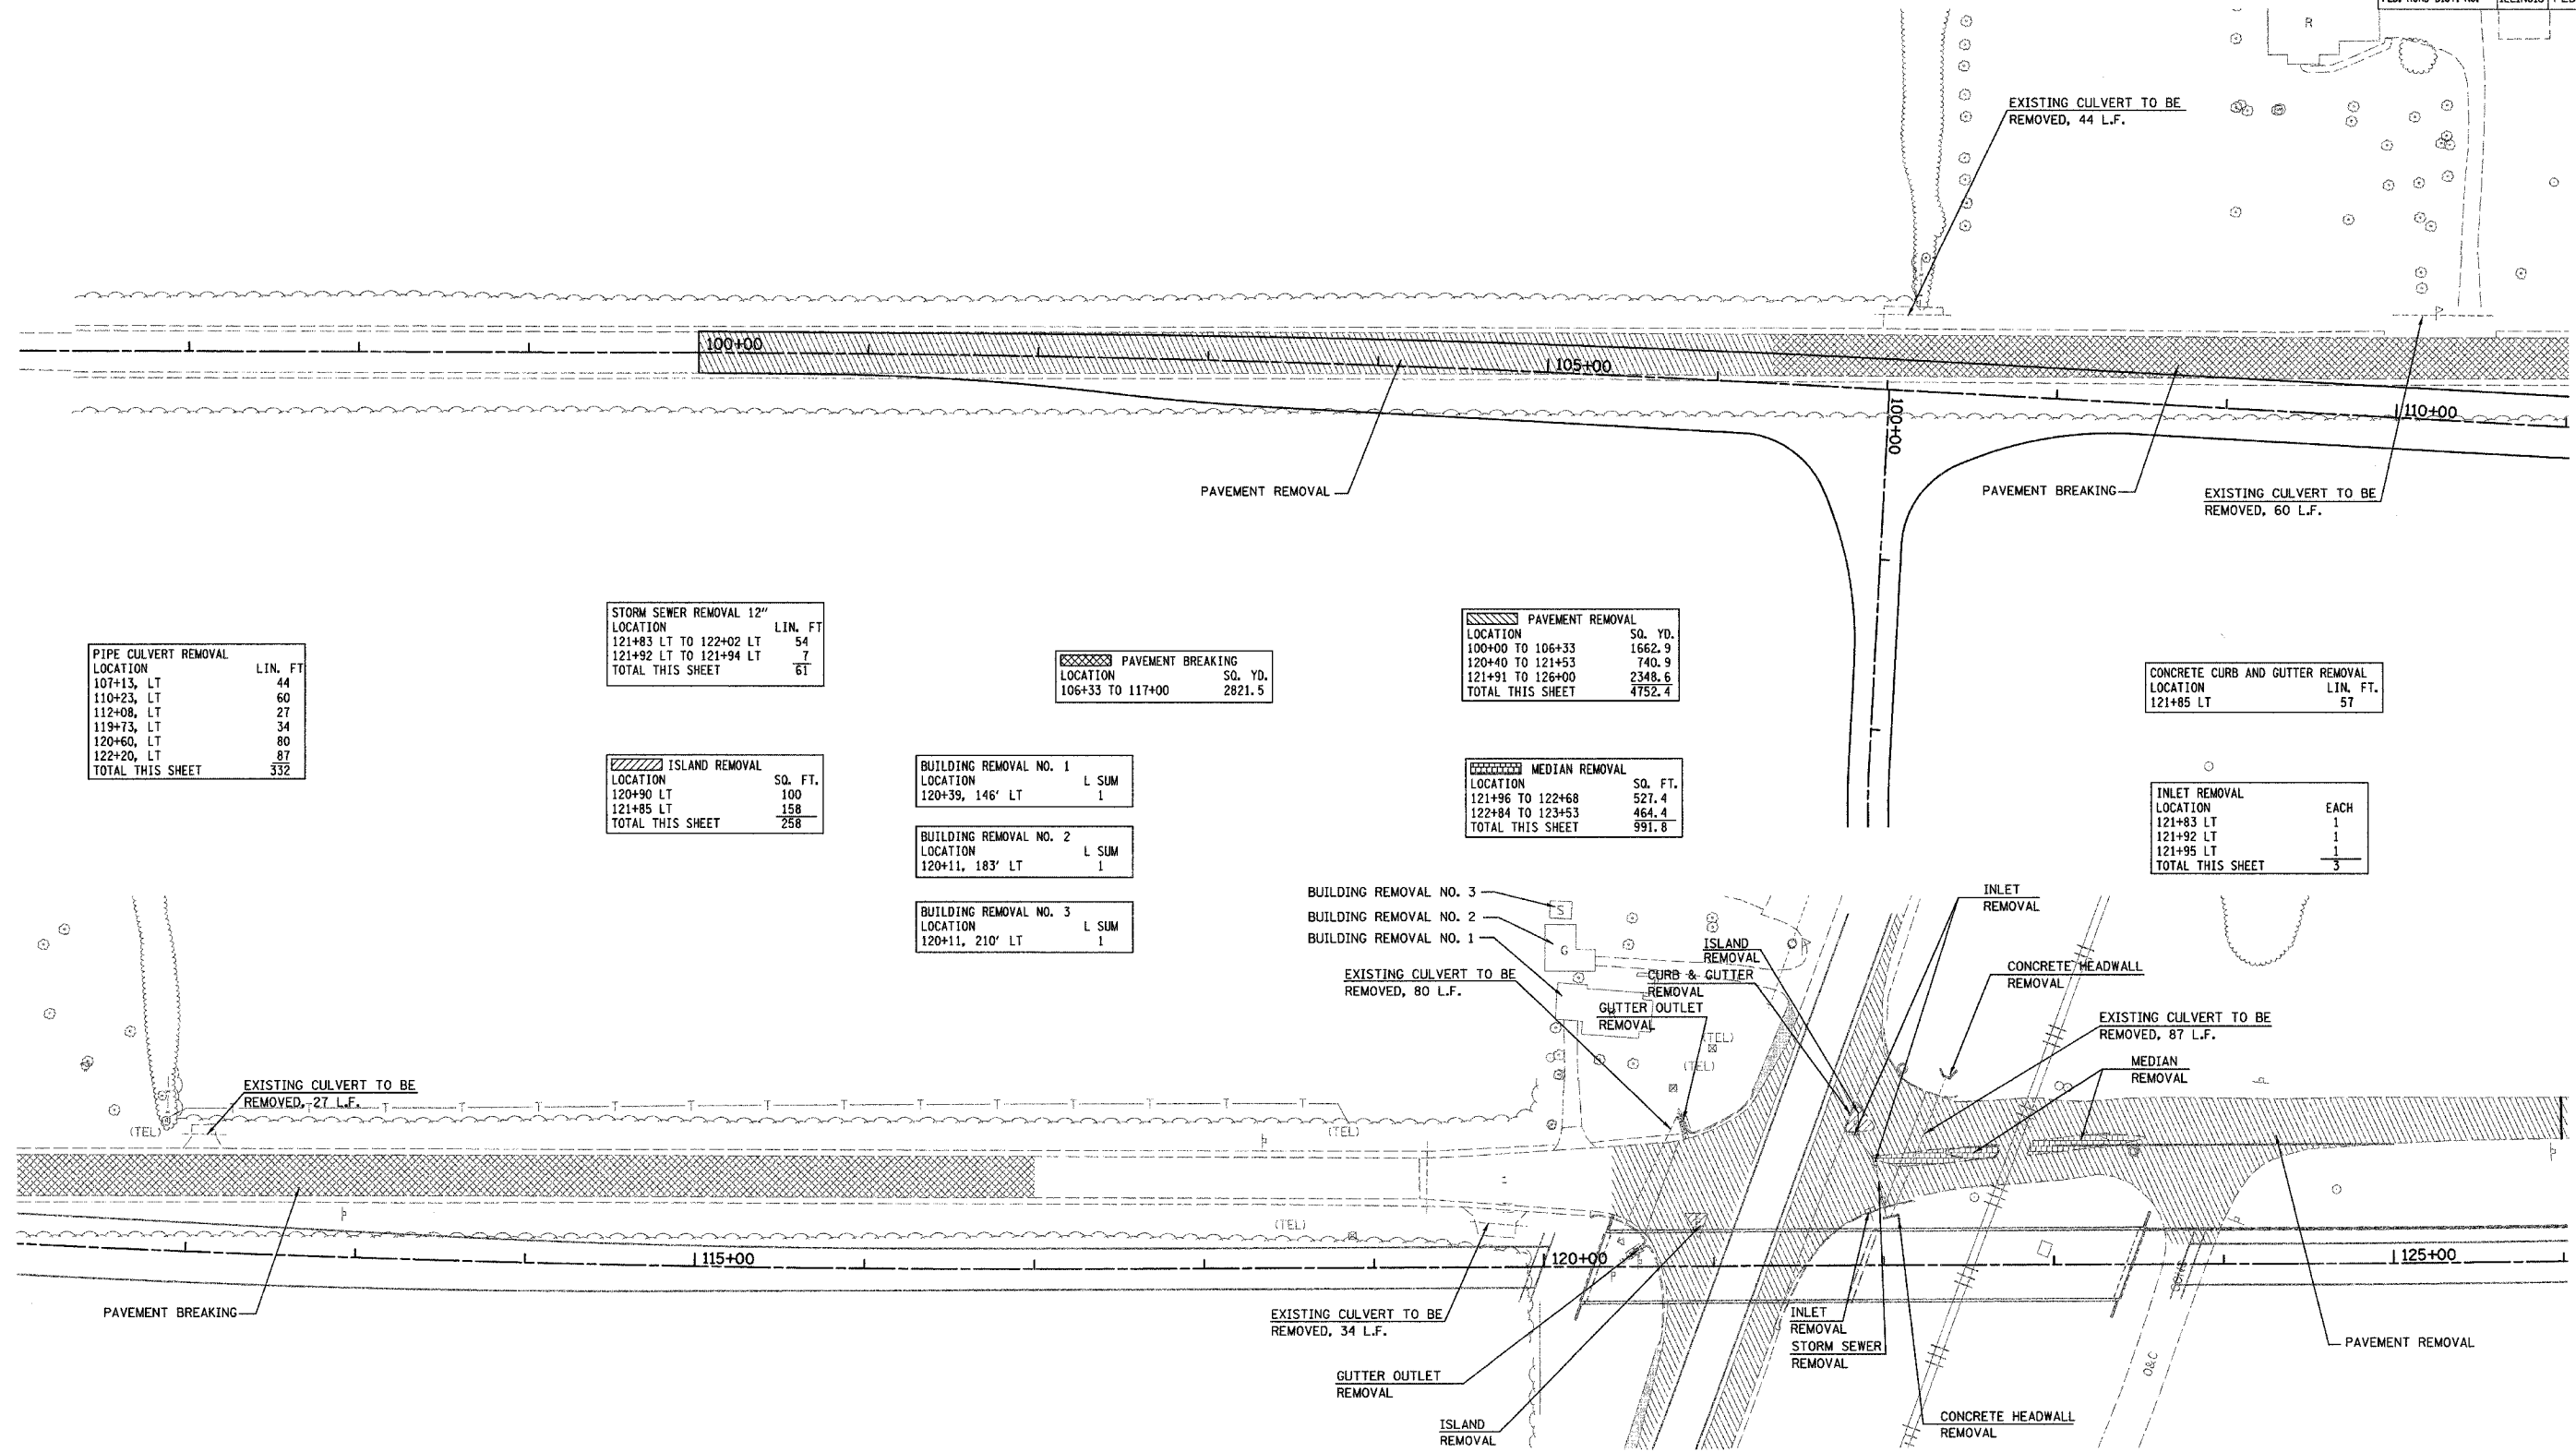 ILLINOIS
R
EXISTING CULVERT TO BE
REMOVED, 44 L.F.
100+00
105+00
110+00
100+00
PAVEMENT REMOVAL
PAVEMENT BREAKING
EXISTING CULVERT TO BE
REMOVED, 60 L.F.
PIPE CULVERT REMOVAL
LOCATION LIN. FT
107+13, LT 44
110+23, LT 60
112+08, LT 27
119+73, LT 34
120+60, LT 80
122+20, LT 87
TOTAL THIS SHEET 332
STORM SEWER REMOVAL 12"
LOCATION LIN. FT
121+83 LT TO 122+02 LT 54
121+92 LT TO 121+94 LT 7
TOTAL THIS SHEET 61
ISLAND REMOVAL
LOCATION SQ. FT.
120+90 LT 100
121+85 LT 158
TOTAL THIS SHEET 258
PAVEMENT BREAKING
LOCATION SQ. YD.
106+33 TO 117+00 2821.5
BUILDING REMOVAL NO. 1
LOCATION L SUM
120+39, 146' LT 1
BUILDING REMOVAL NO. 2
LOCATION L SUM
120+11, 183' LT 1
BUILDING REMOVAL NO. 3
LOCATION L SUM
120+11, 210' LT 1
PAVEMENT REMOVAL
LOCATION SQ. YD.
100+00 TO 106+33 1662.9
120+40 TO 121+53 740.9
121+91 TO 126+00 2348.6
TOTAL THIS SHEET 4752.4
MEDIAN REMOVAL
LOCATION SQ. FT.
121+96 TO 122+68 527.4
122+84 TO 123+53 464.4
TOTAL THIS SHEET 991.8
CONCRETE CURB AND GUTTER REMOVAL
LOCATION LIN. FT.
121+85 LT 57
INLET REMOVAL
LOCATION EACH
121+83 LT 1
121+92 LT 1
121+95 LT 1
TOTAL THIS SHEET 3
BUILDING REMOVAL NO. 3
BUILDING REMOVAL NO. 2
BUILDING REMOVAL NO. 1
S
G
EXISTING CULVERT TO BE
REMOVED, 80 L.F.
ISLAND
REMOVAL
CURB & GUTTER
REMOVAL
GUTTER OUTLET
REMOVAL
INLET
REMOVAL
CONCRETE HEADWALL
REMOVAL
EXISTING CULVERT TO BE
REMOVED, 87 L.F.
MEDIAN
REMOVAL
(TEL)
(TEL)
EXISTING CULVERT TO BE
REMOVED, 27 L.F.
T T T T T T T T T T T T
(TEL)
(TEL)
(TEL)
115+00
120+00
125+00
PAVEMENT BREAKING
EXISTING CULVERT TO BE
REMOVED, 34 L.F.
GUTTER OUTLET
REMOVAL
ISLAND
REMOVAL
INLET
REMOVAL
STORM SEWER
REMOVAL
CONCRETE HEADWALL
REMOVAL
PAVEMENT REMOVAL
O&C